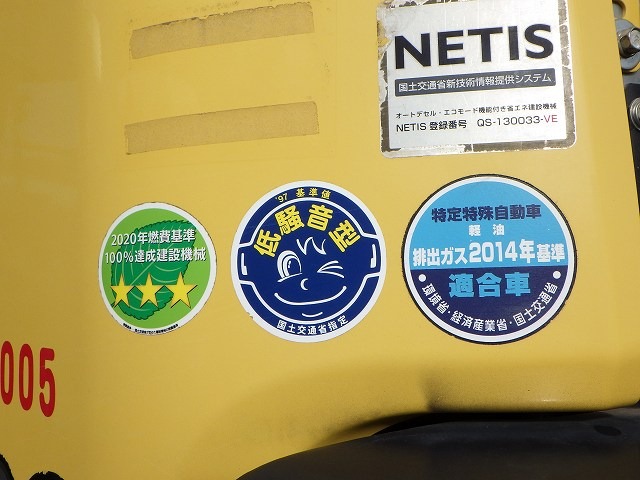 NETIS
国土交通省新技術情報提供システム
オートデセル・エコモード機能付き省エネ建設機械
NETIS 登録番号 QS-130033-VE
2020年燃費基準
100%達成建設機械
'97 基準値
低騒音型
国土交通省指定
特定特殊自動車
軽油
排出ガス2014年基準
適合車
・環境省・経済産業省・国土交通省・
005